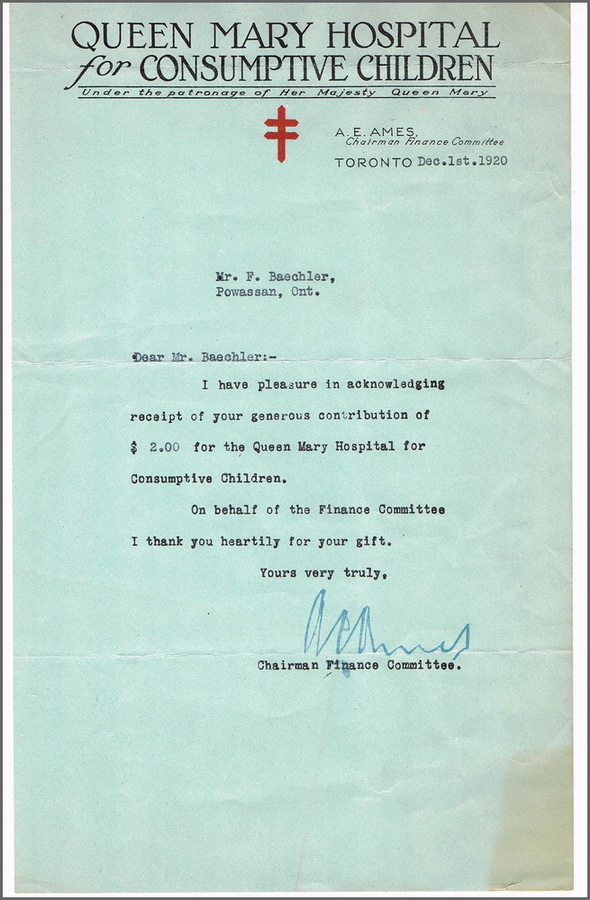 QUEEN MARY HOSPITAL
for CONSUMPTIVE CHILDREN
Under the patronage of Her Majesty Queen Mary
A.E. AMES,
Chairman Finance Committee
TORONTO Dec.1st.1920
Mr. F. Baechler,
Powassan, Ont.
Dear Mr. Baechler:-
I have pleasure in acknowledging
receipt of your generous contribution of
$ 2.00 for the Queen Mary Hospital for
Consumptive Children.
On behalf of the Finance Committee
I thank you heartily for your gift.
Yours very truly,
AEAmes
Chairman Finance Committee.